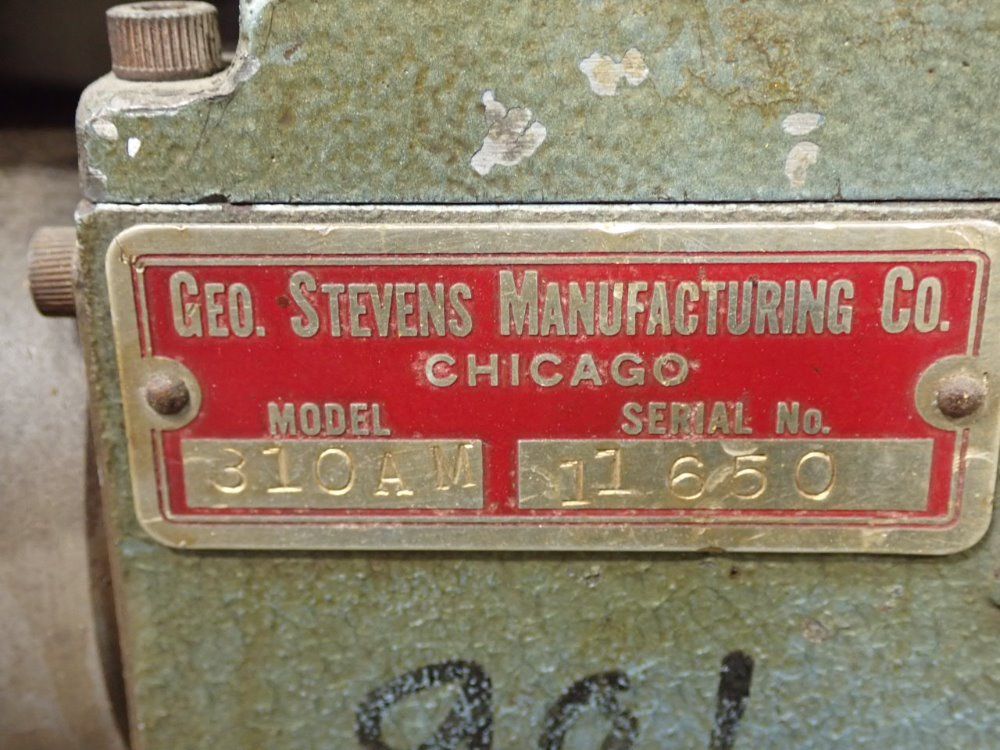 GEO. STEVENS MANUFACTURING CO.
CHICAGO
MODEL SERIAL No.
310AM 11650